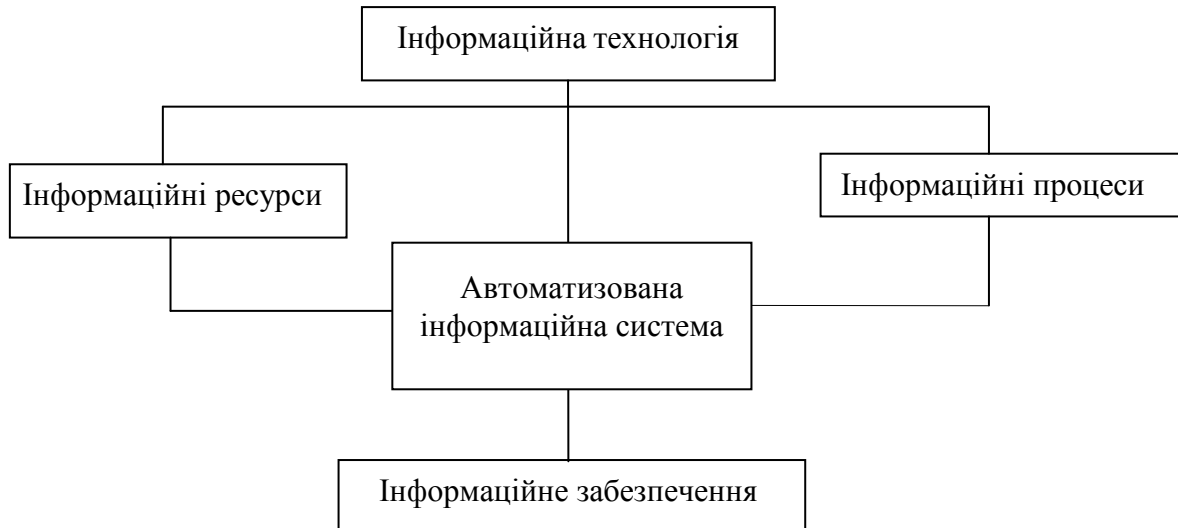 Інформаційна технологія
Інформаційні ресурси
Інформаційні процеси
Автоматизована
інформаційна система
Інформаційне забезпечення